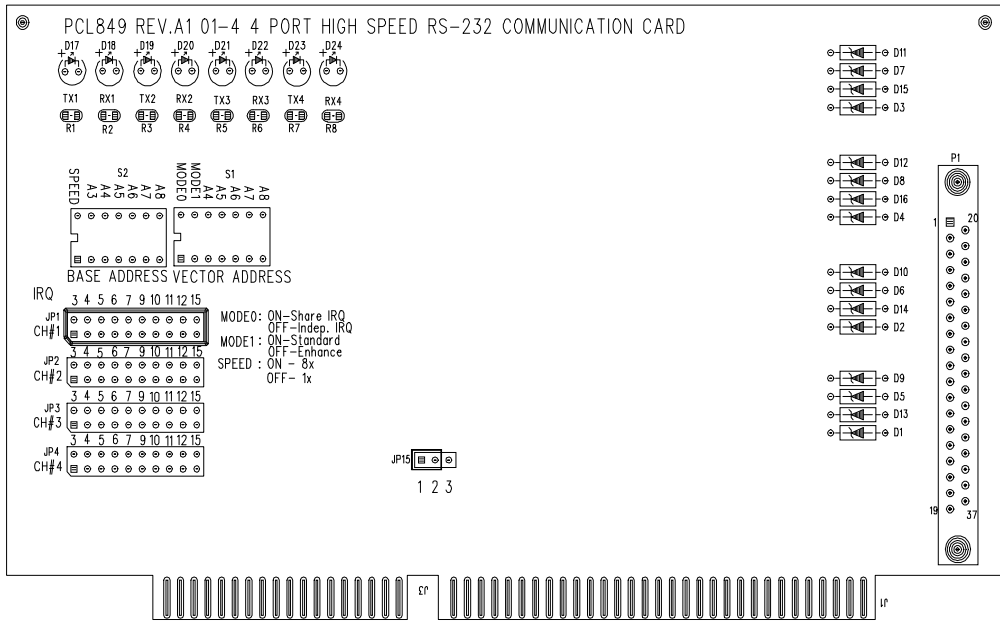 PCL849 REV.A1 01-4 4 PORT HIGH SPEED RS-232 COMMUNICATION CARD
D17 D18 D19 D20 D21 D22 D23 D24
+ + + + + + + +
TX1 RX1 TX2 RX2 TX3 RX3 TX4 RX4
R1 R2 R3 R4 R5 R6 R7 R8
D11
D7
D15
D3
D12
D8
D16
D4
D10
D6
D14
D2
D9
D5
D13
D1
P1
1 20
19 37
S2
SPEED A3 A4 A5 A6 A7 A8
S1
MODE0 MODE1 A4 A5 A6 A7 A8
BASE ADDRESS VECTOR ADDRESS
IRQ
3 4 5 6 7 9 10 11 12 15
JP1
CH#1
3 4 5 6 7 9 10 11 12 15
JP2
CH#2
3 4 5 6 7 9 10 11 12 15
JP3
CH#3
3 4 5 6 7 9 10 11 12 15
JP4
CH#4
MODE0: ON-Share IRQ
OFF-Indep. IRQ
MODE1 : ON-Standard
OFF-Enhance
SPEED : ON - 8x
OFF- 1x
JP15
1 2 3
J3
J1